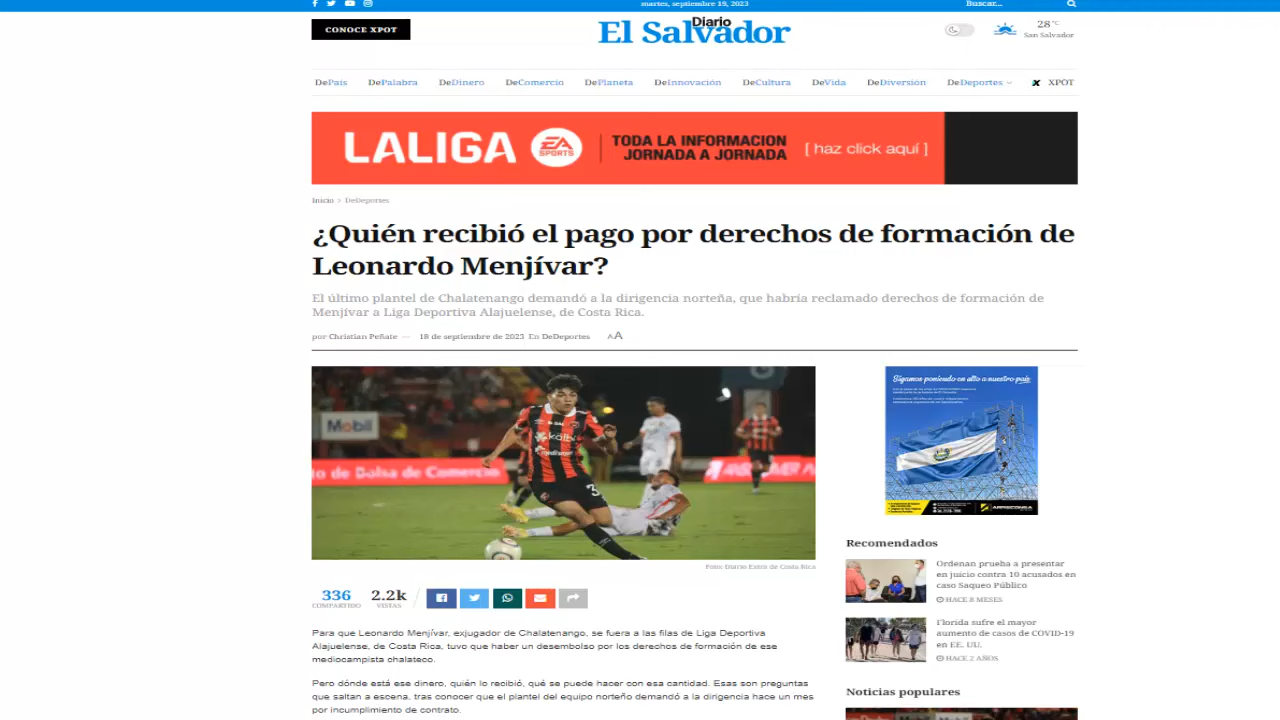 martes, septiembre 19, 2023
Buscar...
CONOCE XPOT
Diario
El Salvador
28 °C
San Salvador
DePaís DePalabra DeDinero DeComercio DePlaneta DeInnovación DeCultura DeVida DeDiversión DeDeportes XPOT
LALIGA EA SPORTS TODA LA INFORMACION
JORNADA A JORNADA
[ haz click aquí ]
Inicio > DeDeportes
¿Quién recibió el pago por derechos de formación de
Leonardo Menjívar?
El último plantel de Chalatenango demandó a la dirigencia norteña, que habría reclamado derechos de formación de
Menjívar a Liga Deportiva Alajuelense, de Costa Rica.
por Christian Peñate — 18 de septiembre de 2023 En DeDeportes AA
Mobil
kölbi
to de Bolsa de Comercio
3
Foto: Diario Extra de Costa Rica
336
COMPARTIDO
2.2k
VISTAS
Para que Leonardo Menjívar, exjugador de Chalatenango, se fuera a las filas de Liga Deportiva
Alajuelense, de Costa Rica, tuvo que haber un desembolso por los derechos de formación de ese
mediocampista chalateco.
Pero dónde está ese dinero, quién lo recibió, qué se puede hacer con esa cantidad. Esas son preguntas
que saltan a escena, tras conocer que el plantel del equipo norteño demandó a la dirigencia hace un mes
por incumplimiento de contrato.
Sigamos poniendo en alto a nuestro país
Recomendados
Ordenan prueba a presentar
en juicio contra 10 acusados en
caso Saqueo Público
HACE 8 MESES
Florida sufre el mayor
aumento de casos de COVID-19
en EE. UU.
HACE 2 AÑOS
Noticias populares